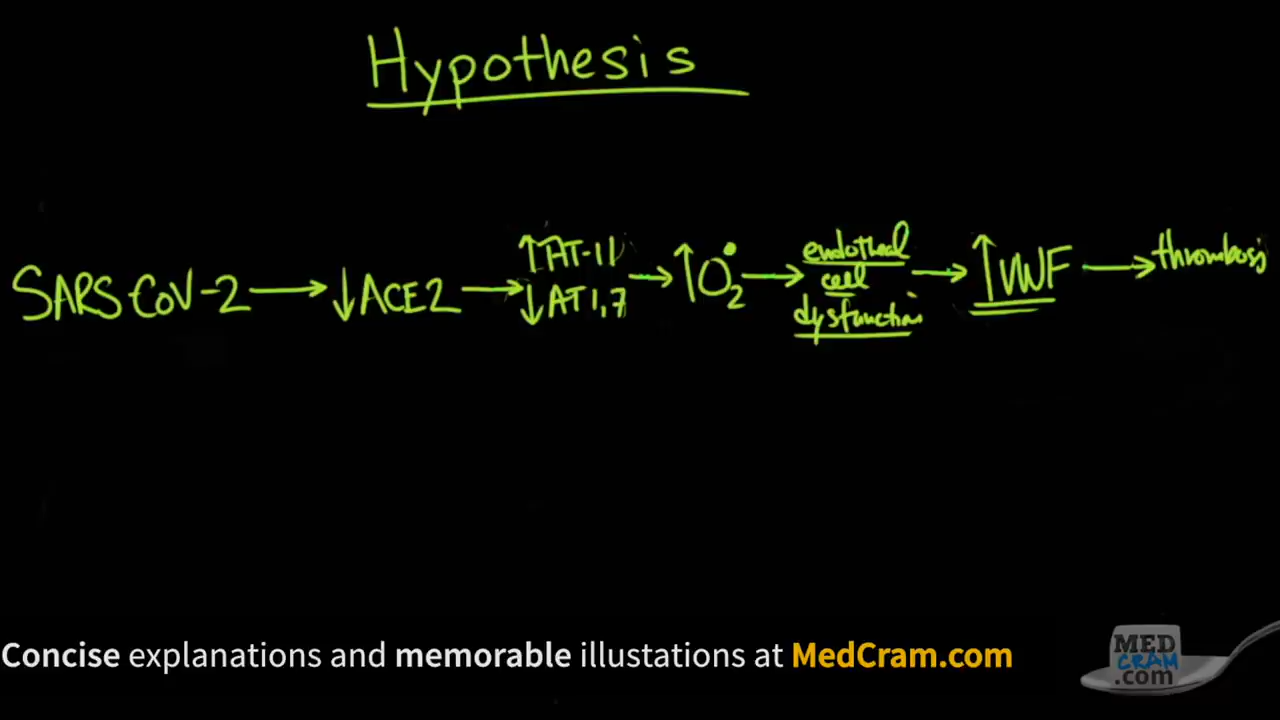 Hypothesis
SARS CoV-2 → ↓ACE2 → ↑AT-II ↓AT1,7 → ↑O₂• → endothelial cell dysfunction → ↑VWF → thrombosis
Concise explanations and memorable illustations at MedCram.com
MED
CRAM
.com